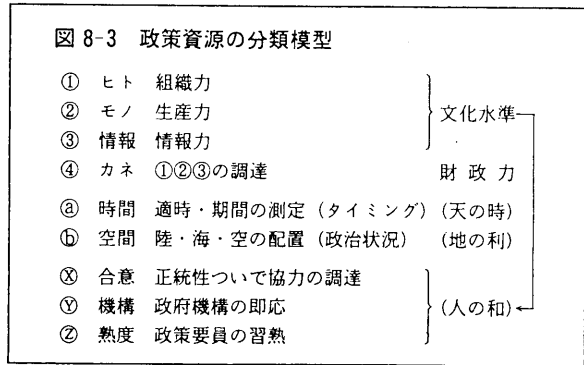 図8-3 政策資源の分類模型
① ヒト 組織力
② モノ 生産力 文化水準
③ 情報 情報力
④ カネ ①②③の調達 財政力
ⓐ 時間 適時・期間の測定(タイミング)(天の時)
ⓑ 空間 陸・海・空の配置(政治状況) (地の利)
Ⓧ 合意 正統性ついで協力の調達
Ⓨ 機構 政府機構の即応 (人の和)
Ⓩ 熟度 政策要員の習熟